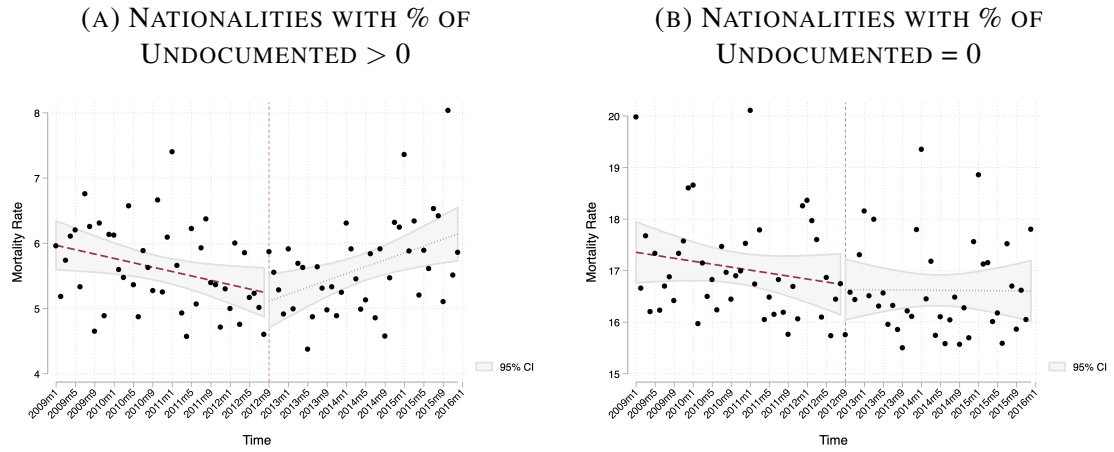 (A) NATIONALITIES WITH % OF
UNDOCUMENTED > 0
8
7
6
5
4
Mortality Rate
2009m1
2009m5
2009m9
2010m1
2010m5
2010m9
2011m1
2011m5
2011m9
2012m1
2012m5
2012m9
2013m1
2013m5
2013m9
2014m1
2014m5
2014m9
2015m1
2015m5
2015m9
2016m1
Time
95% CI
(B) NATIONALITIES WITH % OF
UNDOCUMENTED = 0
20
19
18
17
16
15
Mortality Rate
2009m1
2009m5
2009m9
2010m1
2010m5
2010m9
2011m1
2011m5
2011m9
2012m1
2012m5
2012m9
2013m1
2013m5
2013m9
2014m1
2014m5
2014m9
2015m1
2015m5
2015m9
2016m1
Time
95% CI